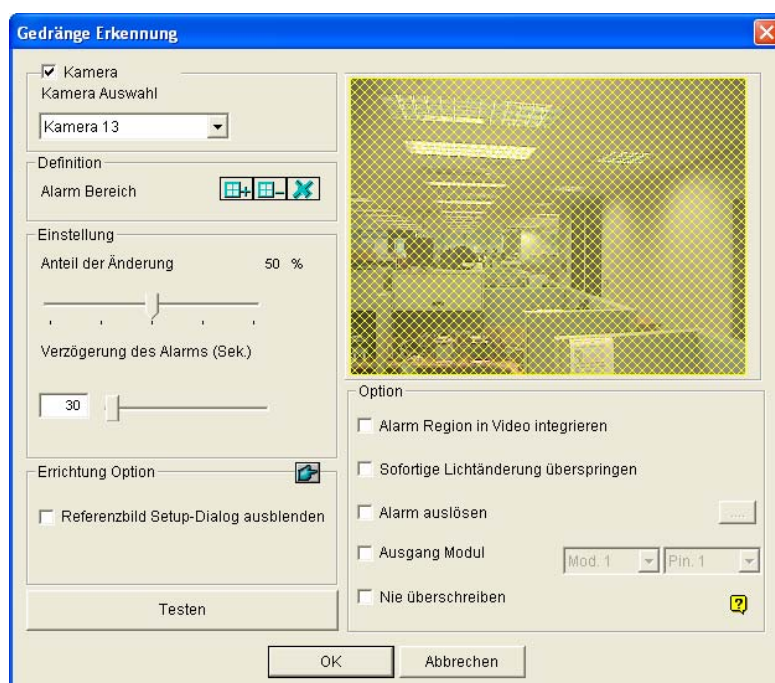 Gedränge Erkennung
Kamera
Kamera Auswahl
Kamera 13
Definition
Alarm Bereich
Einstellung
Anteil der Änderung 50 %
Verzögerung des Alarms (Sek.)
30
Errichtung Option
Referenzbild Setup-Dialog ausblenden
Testen
Option
Alarm Region in Video integrieren
Sofortige Lichtänderung überspringen
Alarm auslösen ....
Ausgang Modul Mod. 1 Pin. 1
Nie überschreiben ?
OK Abbrechen